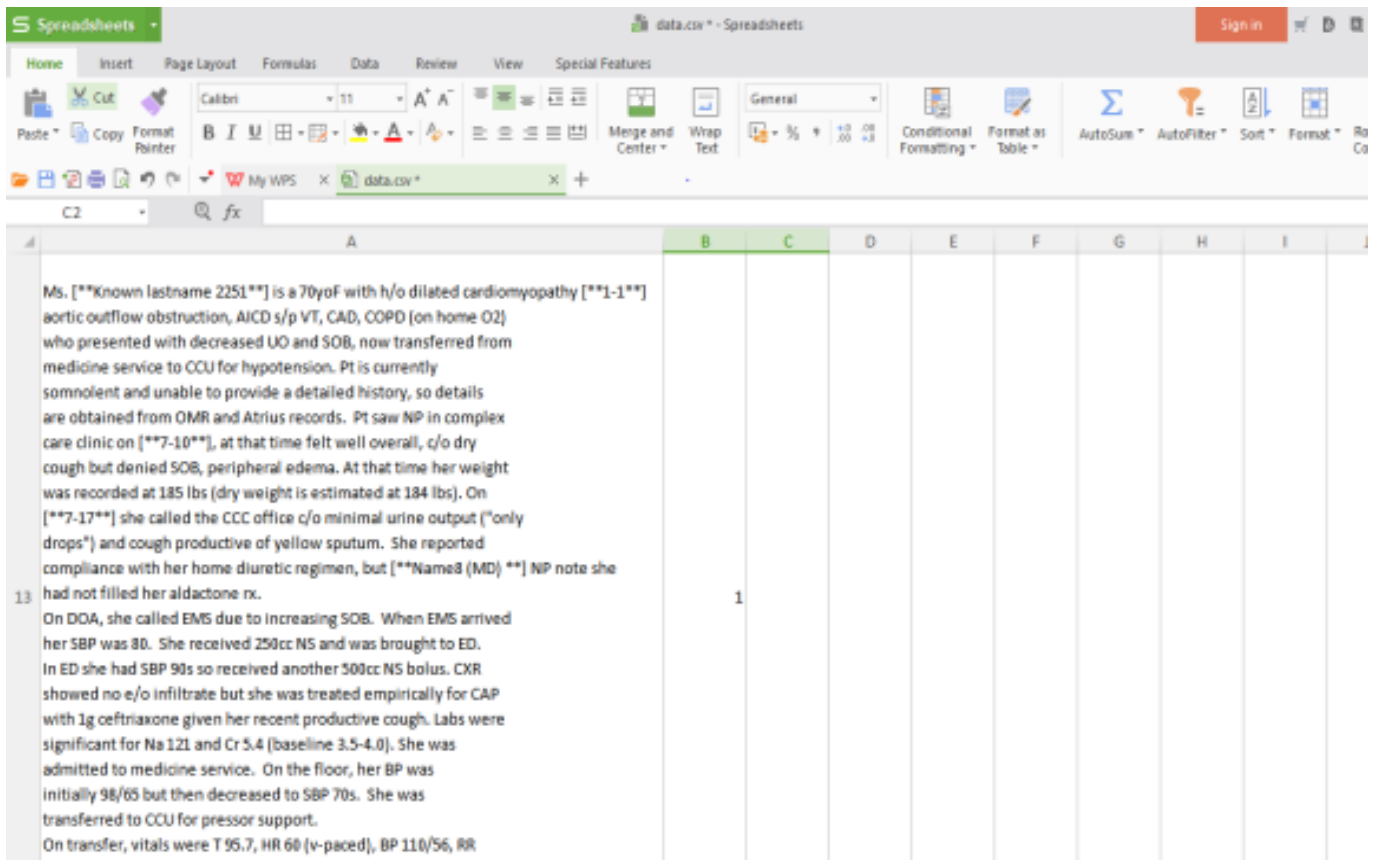 Spreadsheets
data.csv * - Spreadsheets
Sign in
Home Insert Page Layout Formulas Data Review View Special Features
Cut
Calbri 11 A+ A-
General
Paste Copy Format Painter
B I U A
Merge and Center
Wrap Text
Conditional Formatting
Format as Table
AutoSum AutoFilter Sort Format
My WPS × data.csv * × +
C2 fx
A B C D E F G H I J
Ms. [**Known lastname 2251**] is a 70yoF with h/o dilated cardiomyopathy [**1-1**]
aortic outflow obstruction, AICD s/p VT, CAD, COPD (on home O2)
who presented with decreased UO and SOB, now transferred from
medicine service to CCU for hypotension. Pt is currently
somnolent and unable to provide a detailed history, so details
are obtained from OMR and Atrius records.  Pt saw NP in complex
care clinic on [**7-10**], at that time felt well overall, c/o dry
cough but denied SOB, peripheral edema. At that time her weight
was recorded at 185 lbs (dry weight is estimated at 184 lbs). On
[**7-17**] she called the CCC office c/o minimal urine output ("only
drops") and cough productive of yellow sputum.  She reported
compliance with her home diuretic regimen, but [**Name8 (MD) **] NP note she
13 had not filled her aldactone rx. 1
On DOA, she called EMS due to increasing SOB.  When EMS arrived
her SBP was 80.  She received 250cc NS and was brought to ED.
In ED she had SBP 90s so received another 500cc NS bolus. CXR
showed no e/o infiltrate but she was treated empirically for CAP
with 1g ceftriaxone given her recent productive cough. Labs were
significant for Na 121 and Cr 5.4 (baseline 3.5-4.0). She was
admitted to medicine service.  On the floor, her BP was
initially 98/65 but then decreased to SBP 70s.  She was
transferred to CCU for pressor support.
On transfer, vitals were T 95.7, HR 60 (v-paced), BP 110/56, RR